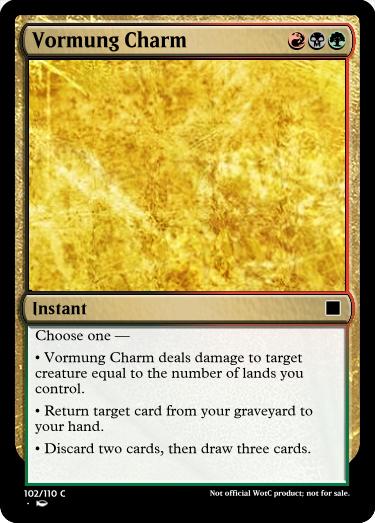 Vormung Charm
Instant
Choose one —
• Vormung Charm deals damage to target
creature equal to the number of lands you
control.
• Return target card from your graveyard to
your hand.
• Discard two cards, then draw three cards.
102/110 C
Not official WotC product; not for sale.